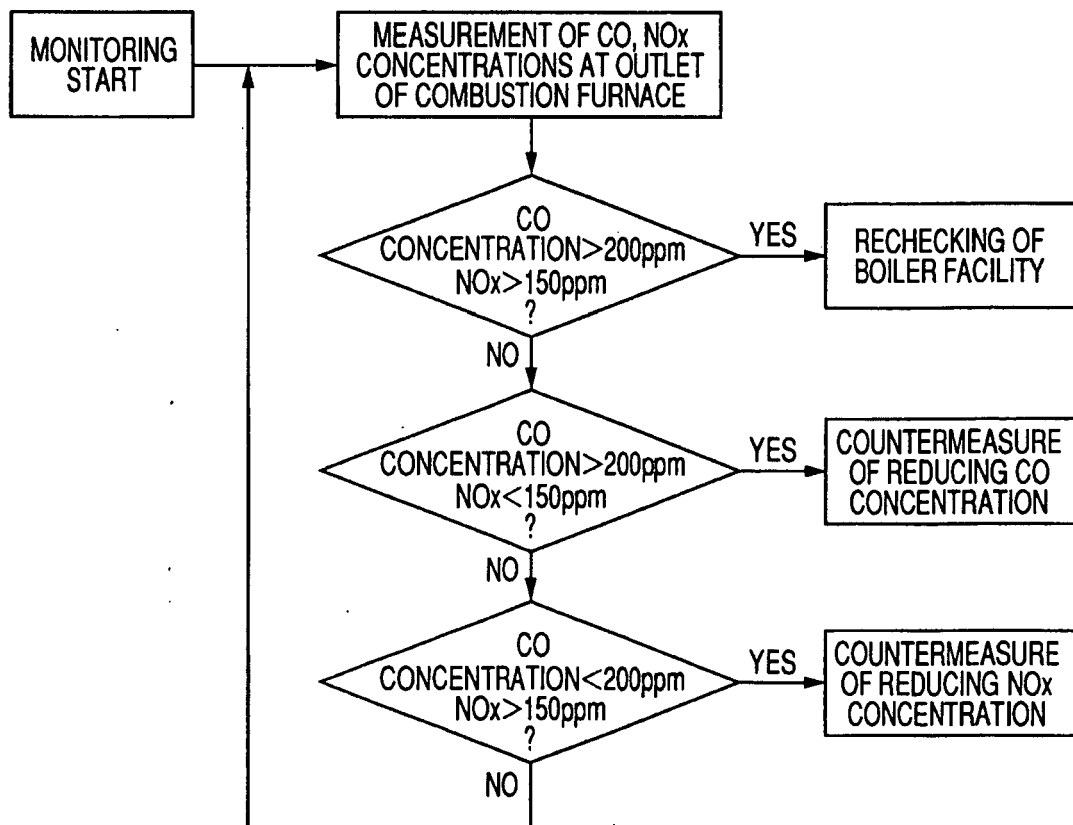 MONITORING
START
MEASUREMENT OF CO, NOx
CONCENTRATIONS AT OUTLET
OF COMBUSTION FURNACE
CO
CONCENTRATION>200ppm
NOx>150ppm
?
YES
RECHECKING OF
BOILER FACILITY
NO
CO
CONCENTRATION>200ppm
NOx<150ppm
?
YES
COUNTERMEASURE
OF REDUCING CO
CONCENTRATION
NO
CO
CONCENTRATION<200ppm
NOx>150ppm
?
YES
COUNTERMEASURE
OF REDUCING NOx
CONCENTRATION
NO